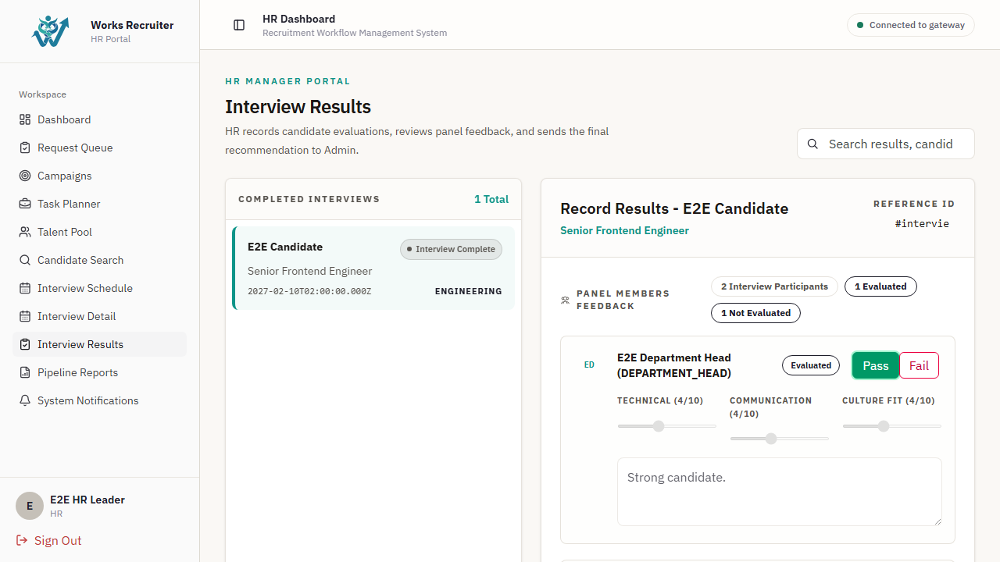 Works Recruiter
HR Portal
Workspace
Dashboard
Request Queue
Campaigns
Task Planner
Talent Pool
Candidate Search
Interview Schedule
Interview Detail
Interview Results
Pipeline Reports
System Notifications
E
E2E HR Leader
HR
Sign Out
HR Dashboard
Recruitment Workflow Management System
Connected to gateway
HR MANAGER PORTAL
Interview Results
HR records candidate evaluations, reviews panel feedback, and sends the final
recommendation to Admin.
Search results, candid
COMPLETED INTERVIEWS
1 Total
E2E Candidate
Interview Complete
Senior Frontend Engineer
2027-02-10T02:00:00.000Z
ENGINEERING
Record Results - E2E Candidate
Senior Frontend Engineer
REFERENCE ID
#intervie
PANEL MEMBERS
FEEDBACK
2 Interview Participants
1 Evaluated
1 Not Evaluated
ED
E2E Department Head
(DEPARTMENT_HEAD)
Evaluated
Pass
Fail
TECHNICAL (4/10)
COMMUNICATION
(4/10)
CULTURE FIT (4/10)
Strong candidate.